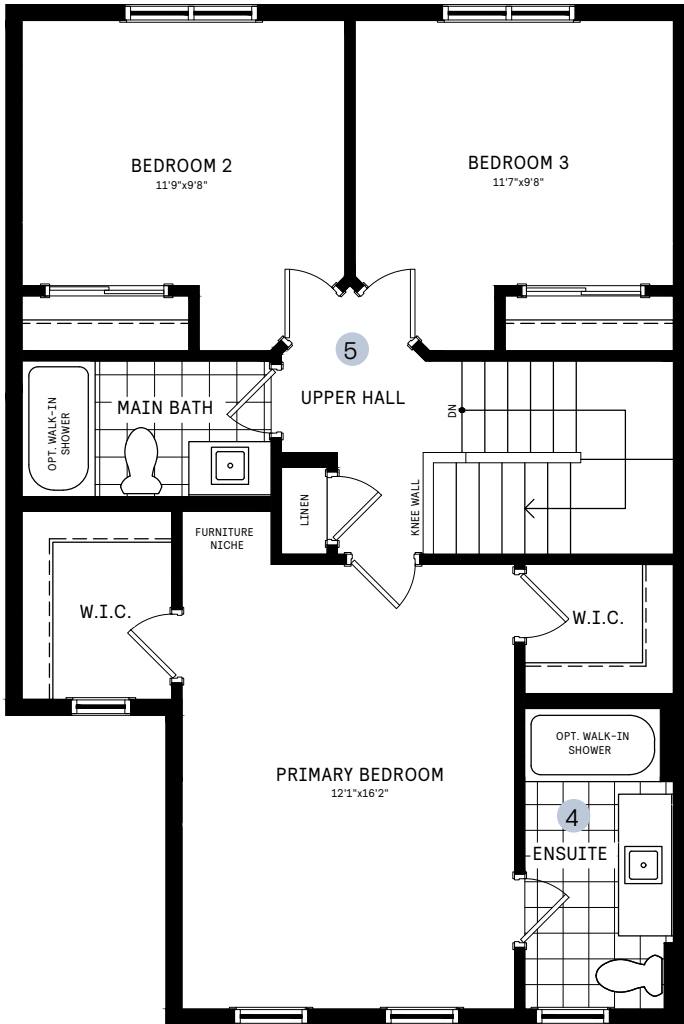 BEDROOM 2
11'9"x9'8"
BEDROOM 3
11'7"x9'8"
5
UPPER HALL
DN
MAIN BATH
OPT. WALK-IN
SHOWER
LINEN
KNEE WALL
FURNITURE
NICHE
W.I.C.
W.I.C.
PRIMARY BEDROOM
12'1"x16'2"
OPT. WALK-IN
SHOWER
4
ENSUITE